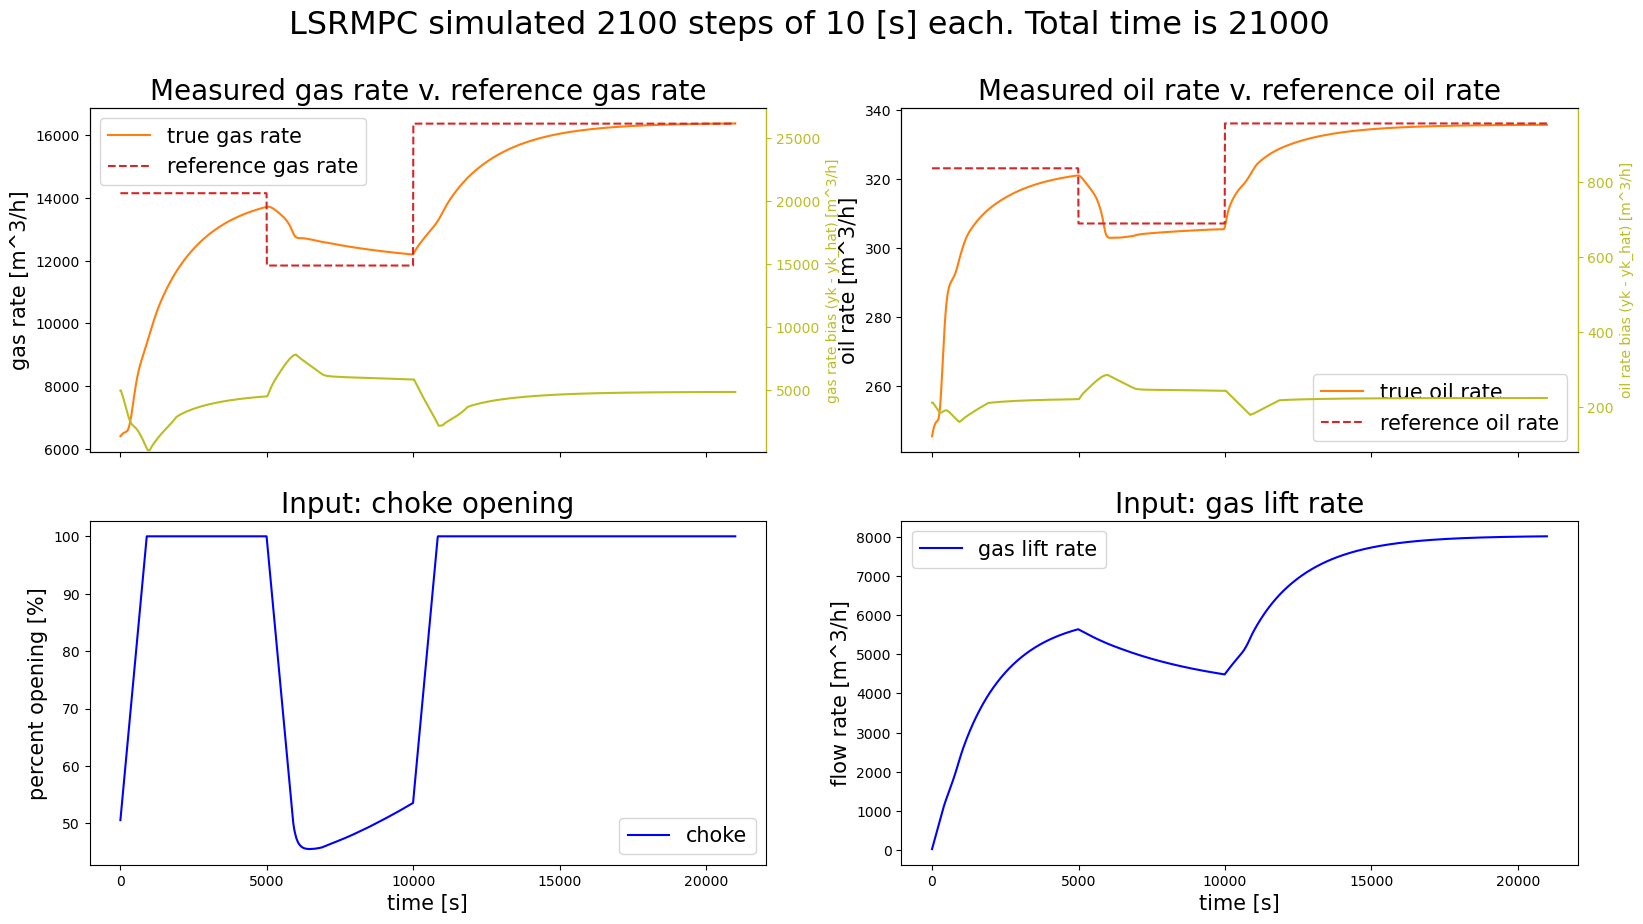 LSRMPC simulated 2100 steps of 10 [s] each. Total time is 21000
Measured gas rate v. reference gas rate
true gas rate
reference gas rate
gas rate [m^3/h]
16000
14000
12000
10000
8000
6000
25000
20000
15000
10000
5000
gas rate bias (yk - yk_hat) [m^3/h]
Measured oil rate v. reference oil rate
oil rate [m^3/h]
340
320
300
280
260
true oil rate
reference oil rate
800
600
400
200
oil rate bias (yk - yk_hat) [m^3/h]
Input: choke opening
percent opening [%]
100
90
80
70
60
50
choke
0 5000 10000 15000 20000
time [s]
Input: gas lift rate
gas lift rate
flow rate [m^3/h]
8000
7000
6000
5000
4000
3000
2000
1000
0
0 5000 10000 15000 20000
time [s]